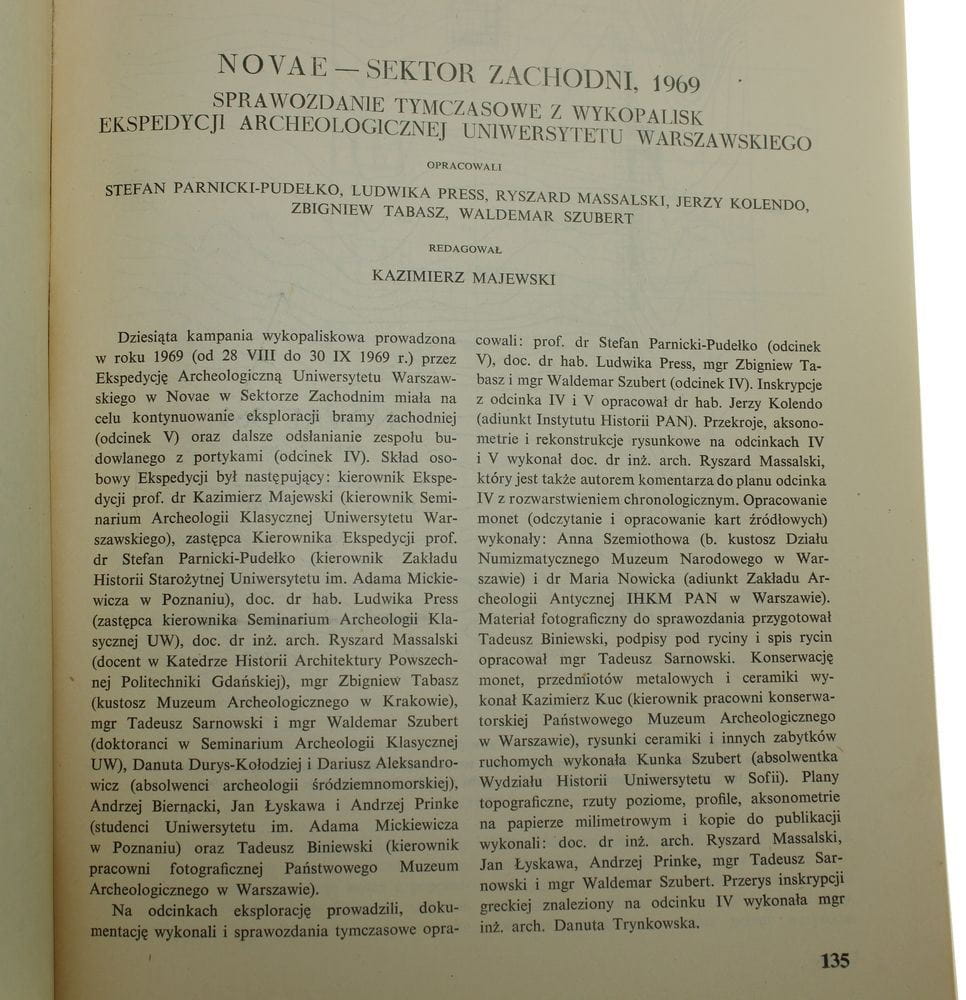 NOVAE — SEKTOR ZACHODNI, 1969
SPRAWOZDANIE TYMCZASOWE Z WYKOPALISK
EKSPEDYCJI ARCHEOLOGICZNEJ UNIWERSYTETU WARSZAWSKIEGO
OPRACOWALI
STEFAN PARNICKI-PUDEŁKO, LUDWIKA PRESS, RYSZARD MASSALSKI, JERZY KOLENDO,
ZBIGNIEW TABASZ, WALDEMAR SZUBERT
REDAGOWAŁ
KAZIMIERZ MAJEWSKI
Dziesiąta kampania wykopaliskowa prowadzona
w roku 1969 (od 28 VIII do 30 IX 1969 r.) przez
Ekspedycję Archeologiczną Uniwersytetu Warszaw-
skiego w Novae w Sektorze Zachodnim miała na
celu kontynuowanie eksploracji bramy zachodniej
(odcinek V) oraz dalsze odsłanianie zespołu bu-
dowlanego z portykami (odcinek IV). Skład oso-
bowy Ekspedycji był następujący: kierownik Ekspe-
dycji prof. dr Kazimierz Majewski (kierownik Semi-
narium Archeologii Klasycznej Uniwersytetu War-
szawskiego), zastępca Kierownika Ekspedycji prof.
dr Stefan Parnicki-Pudełko (kierownik Zakładu
Historii Starożytnej Uniwersytetu im. Adama Mickie-
wicza w Poznaniu), doc. dr hab. Ludwika Press
(zastępca kierownika Seminarium Archeologii Kla-
sycznej UW), doc. dr inż. arch. Ryszard Massalski
(docent w Katedrze Historii Architektury Powszech-
nej Politechniki Gdańskiej), mgr Zbigniew Tabasz
(kustosz Muzeum Archeologicznego w Krakowie),
mgr Tadeusz Sarnowski i mgr Waldemar Szubert
(doktoranci w Seminarium Archeologii Klasycznej
UW), Danuta Durys-Kołodziej i Dariusz Aleksandro-
wicz (absolwenci archeologii śródziemnomorskiej),
Andrzej Biernacki, Jan Łyskawa i Andrzej Prinke
(studenci Uniwersytetu im. Adama Mickiewicza
w Poznaniu) oraz Tadeusz Biniewski (kierownik
pracowni fotograficznej Państwowego Muzeum
Archeologicznego w Warszawie).
Na odcinkach eksplorację prowadzili, doku-
mentację wykonali i sprawozdania tymczasowe opra-
cowali: prof. dr Stefan Parnicki-Pudełko (odcinek
V), doc. dr hab. Ludwika Press, mgr Zbigniew Ta-
basz i mgr Waldemar Szubert (odcinek IV). Inskrypcje
z odcinka IV i V opracował dr hab. Jerzy Kolendo
(adiunkt Instytutu Historii PAN). Przekroje, aksono-
metrie i rekonstrukcje rysunkowe na odcinkach IV
i V wykonał doc. dr inż. arch. Ryszard Massalski,
który jest także autorem komentarza do planu odcinka
IV z rozwarstwieniem chronologicznym. Opracowanie
monet (odczytanie i opracowanie kart źródłowych)
wykonały: Anna Szemiothowa (b. kustosz Działu
Numizmatycznego Muzeum Narodowego w War-
szawie) i dr Maria Nowicka (adiunkt Zakładu Ar-
cheologii Antycznej IHKM PAN w Warszawie).
Materiał fotograficzny do sprawozdania przygotował
Tadeusz Biniewski, podpisy pod ryciny i spis rycin
opracował mgr Tadeusz Sarnowski. Konserwację
monet, przedmiotów metalowych i ceramiki wy-
konał Kazimierz Kuc (kierownik pracowni konserwa-
torskiej Państwowego Muzeum Archeologicznego
w Warszawie), rysunki ceramiki i innych zabytków
ruchomych wykonała Kunka Szubert (absolwentka
Wydziału Historii Uniwersytetu w Sofii). Plany
topograficzne, rzuty poziome, profile, aksonometrie
na papierze milimetrowym i kopie do publikacji
wykonali: doc. dr inż. arch. Ryszard Massalski,
Jan Łyskawa, Andrzej Prinke, mgr Tadeusz Sar-
nowski i mgr Waldemar Szubert. Przerys inskrypcji
greckiej znaleziony na odcinku IV wykonała mgr
inż. arch. Danuta Trynkowska.
135